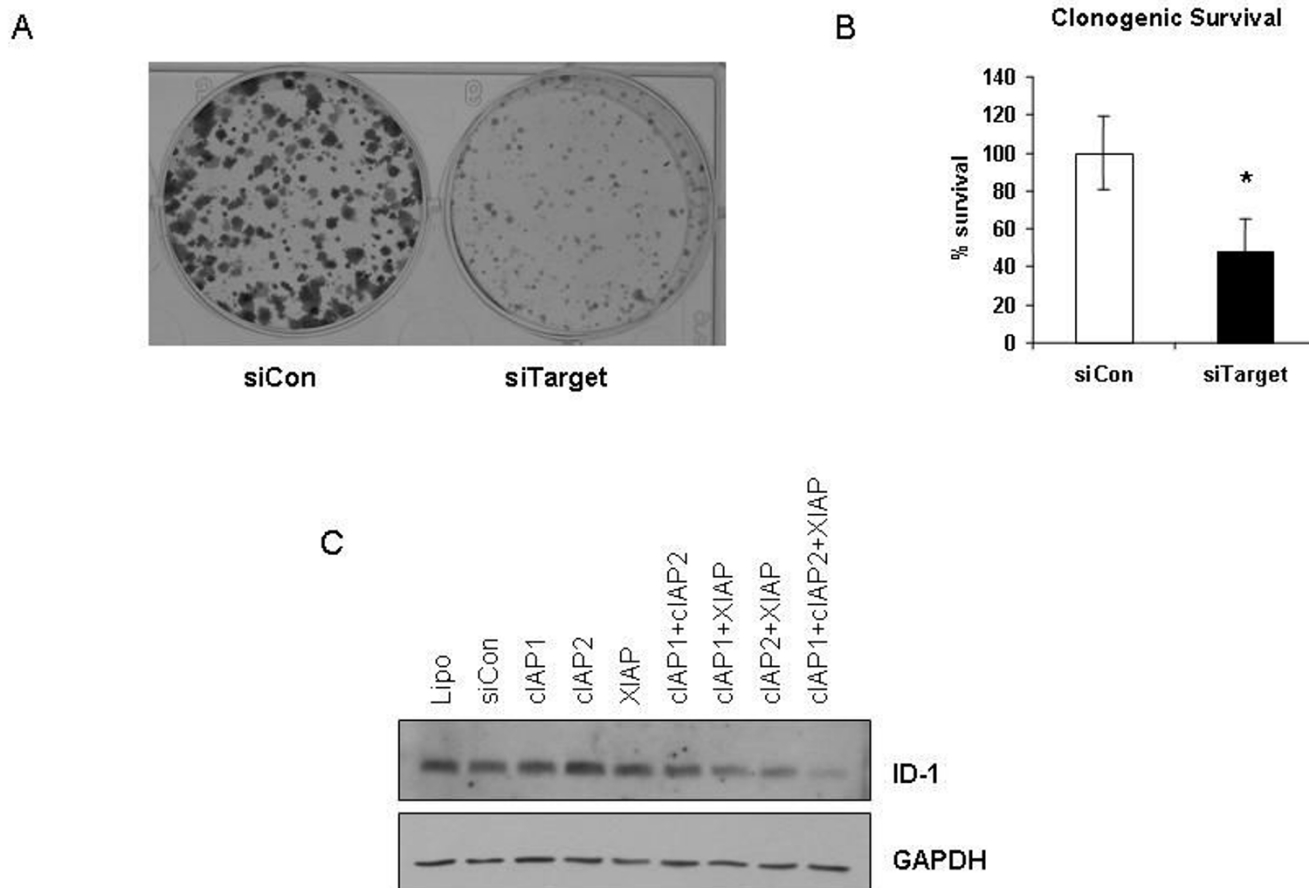 A
siCon
siTarget
B
Clonogenic Survival
% survival
140
120
100
80
60
40
20
0
siCon
siTarget
*
C
Lipo
siCon
cIAP1
cIAP2
XIAP
cIAP1+cIAP2
cIAP1+XIAP
cIAP2+XIAP
cIAP1+cIAP2+XIAP
ID-1
GAPDH